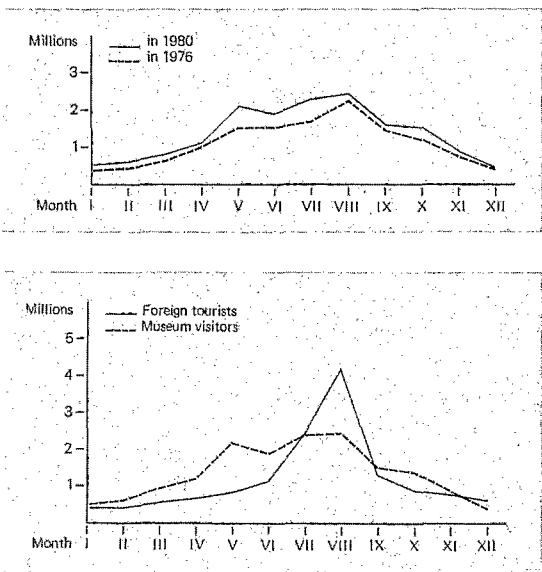 Millions
in 1980
in 1976
3
2
1
Month I II III IV V VI VII VIII IX X XI XII
Millions
Foreign tourists
Museum visitors
5
4
3
2
1
Month I II III IV V VI VII VIII IX X XI XII